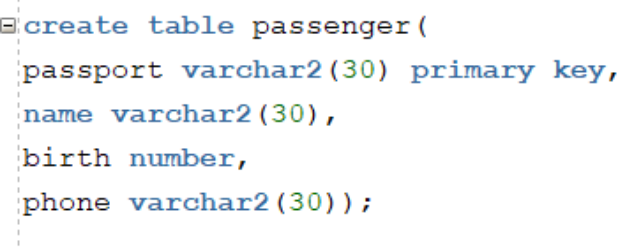 create table passenger(
passport varchar2(30) primary key,
name varchar2(30),
birth number,
phone varchar2(30));